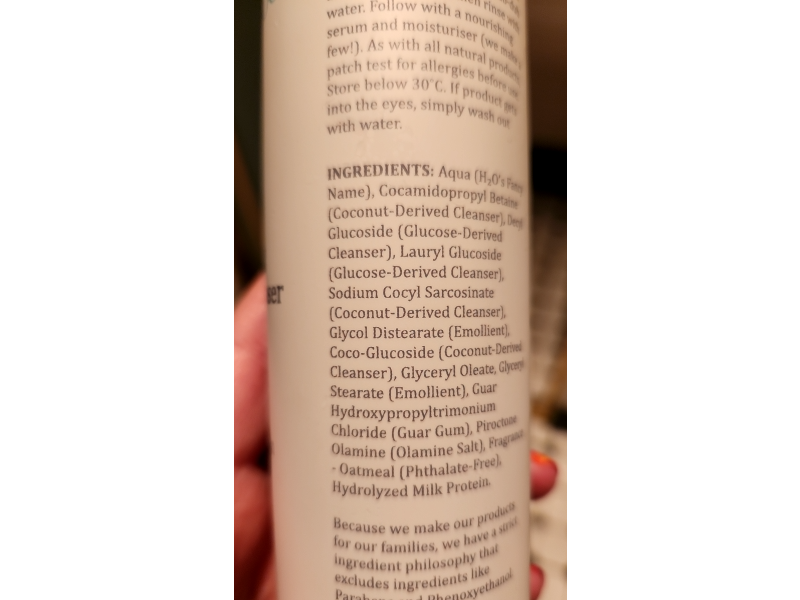 rinse
water. Follow with a nourishing
serum and moisturiser (we make a
few!). As with all natural products
patch test for allergies before use
Store below 30°C. If product gets
into the eyes, simply wash out
with water.
INGREDIENTS: Aqua (H₂O's Fancy
Name), Cocamidopropyl Betaine
(Coconut-Derived Cleanser), Decyl
Glucoside (Glucose-Derived
Cleanser), Lauryl Glucoside
(Glucose-Derived Cleanser),
Sodium Cocyl Sarcosinate
(Coconut-Derived Cleanser),
Glycol Distearate (Emollient),
Coco-Glucoside (Coconut-Derived
Cleanser), Glyceryl Oleate, Glyceryl
Stearate (Emollient), Guar
Hydroxypropyltrimonium
Chloride (Guar Gum), Piroctone
Olamine (Olamine Salt), Fragrance
- Oatmeal (Phthalate-Free),
Hydrolyzed Milk Protein.
Because we make our products
for our families, we have a strict
ingredient philosophy that
excludes ingredients like
Parabens and Phenoxyethanol
ser